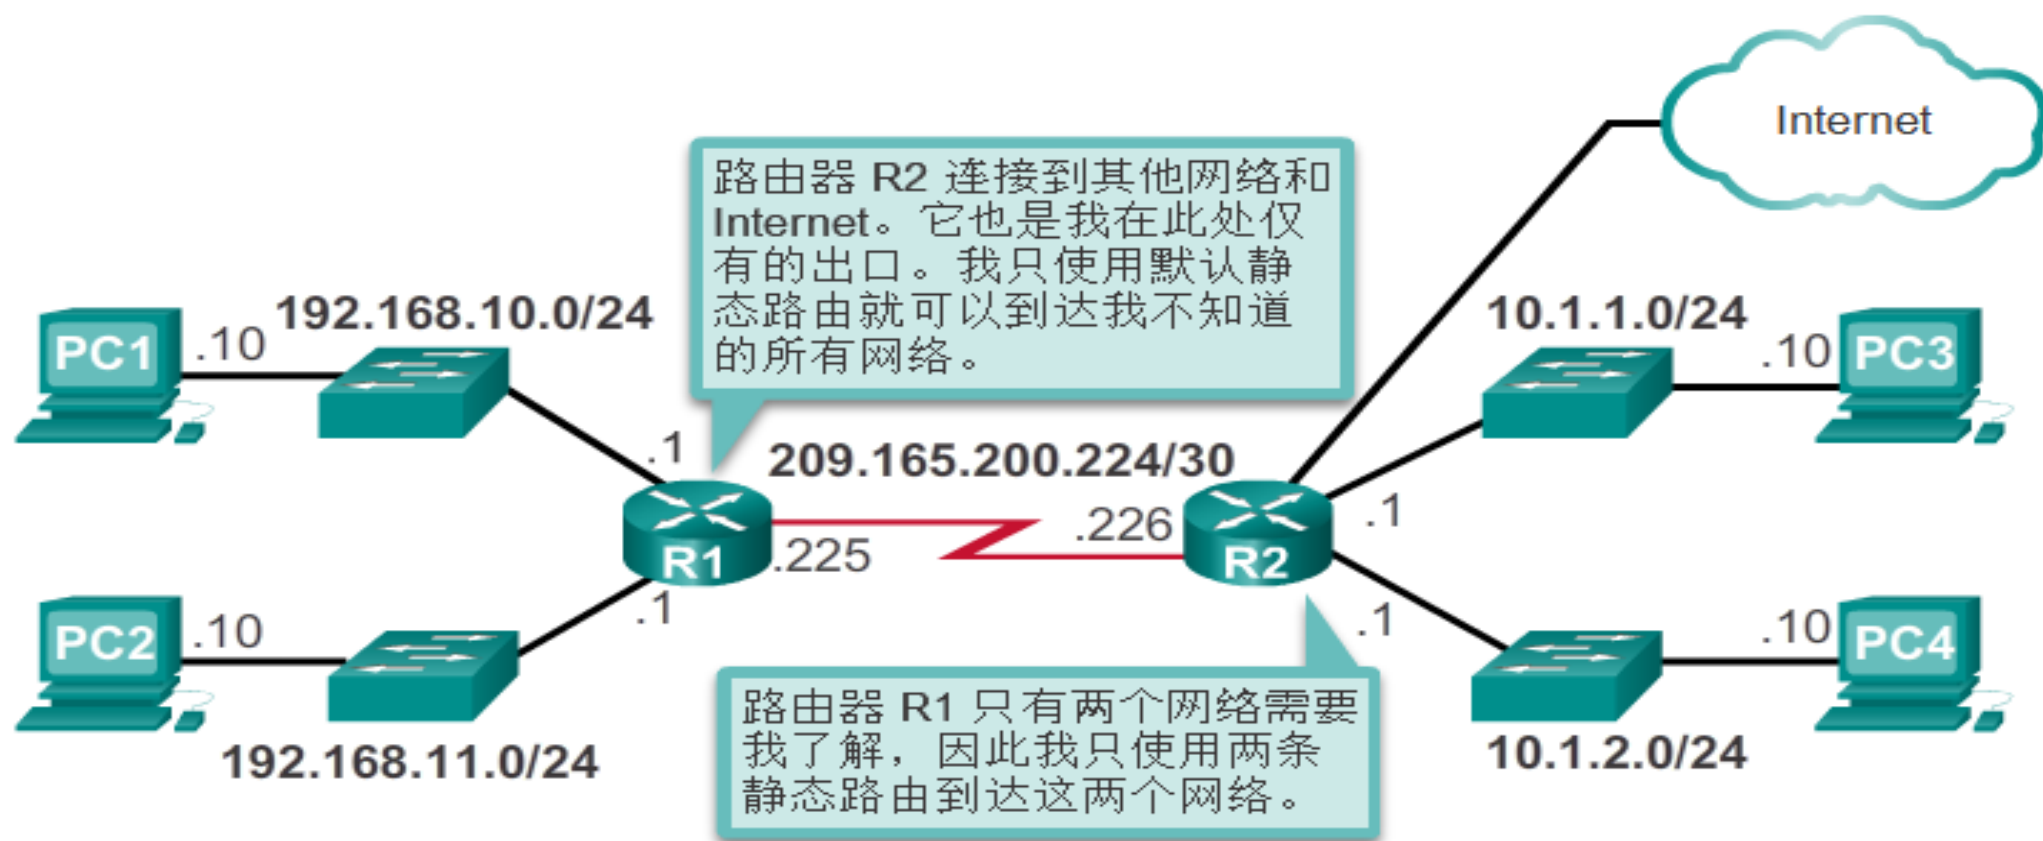 Internet
路由器 R2 连接到其他网络和
Internet。它也是我在此处仅
有的出口。我只使用默认静
态路由就可以到达我不知道
的所有网络。
192.168.10.0/24
10.1.1.0/24
PC1
.10
.10
PC3
.1
209.165.200.224/30
.1
.226
R1
.225
R2
.1
.1
PC2
.10
.10
PC4
路由器 R1 只有两个网络需要
我了解，因此我只使用两条
静态路由到达这两个网络。
192.168.11.0/24
10.1.2.0/24